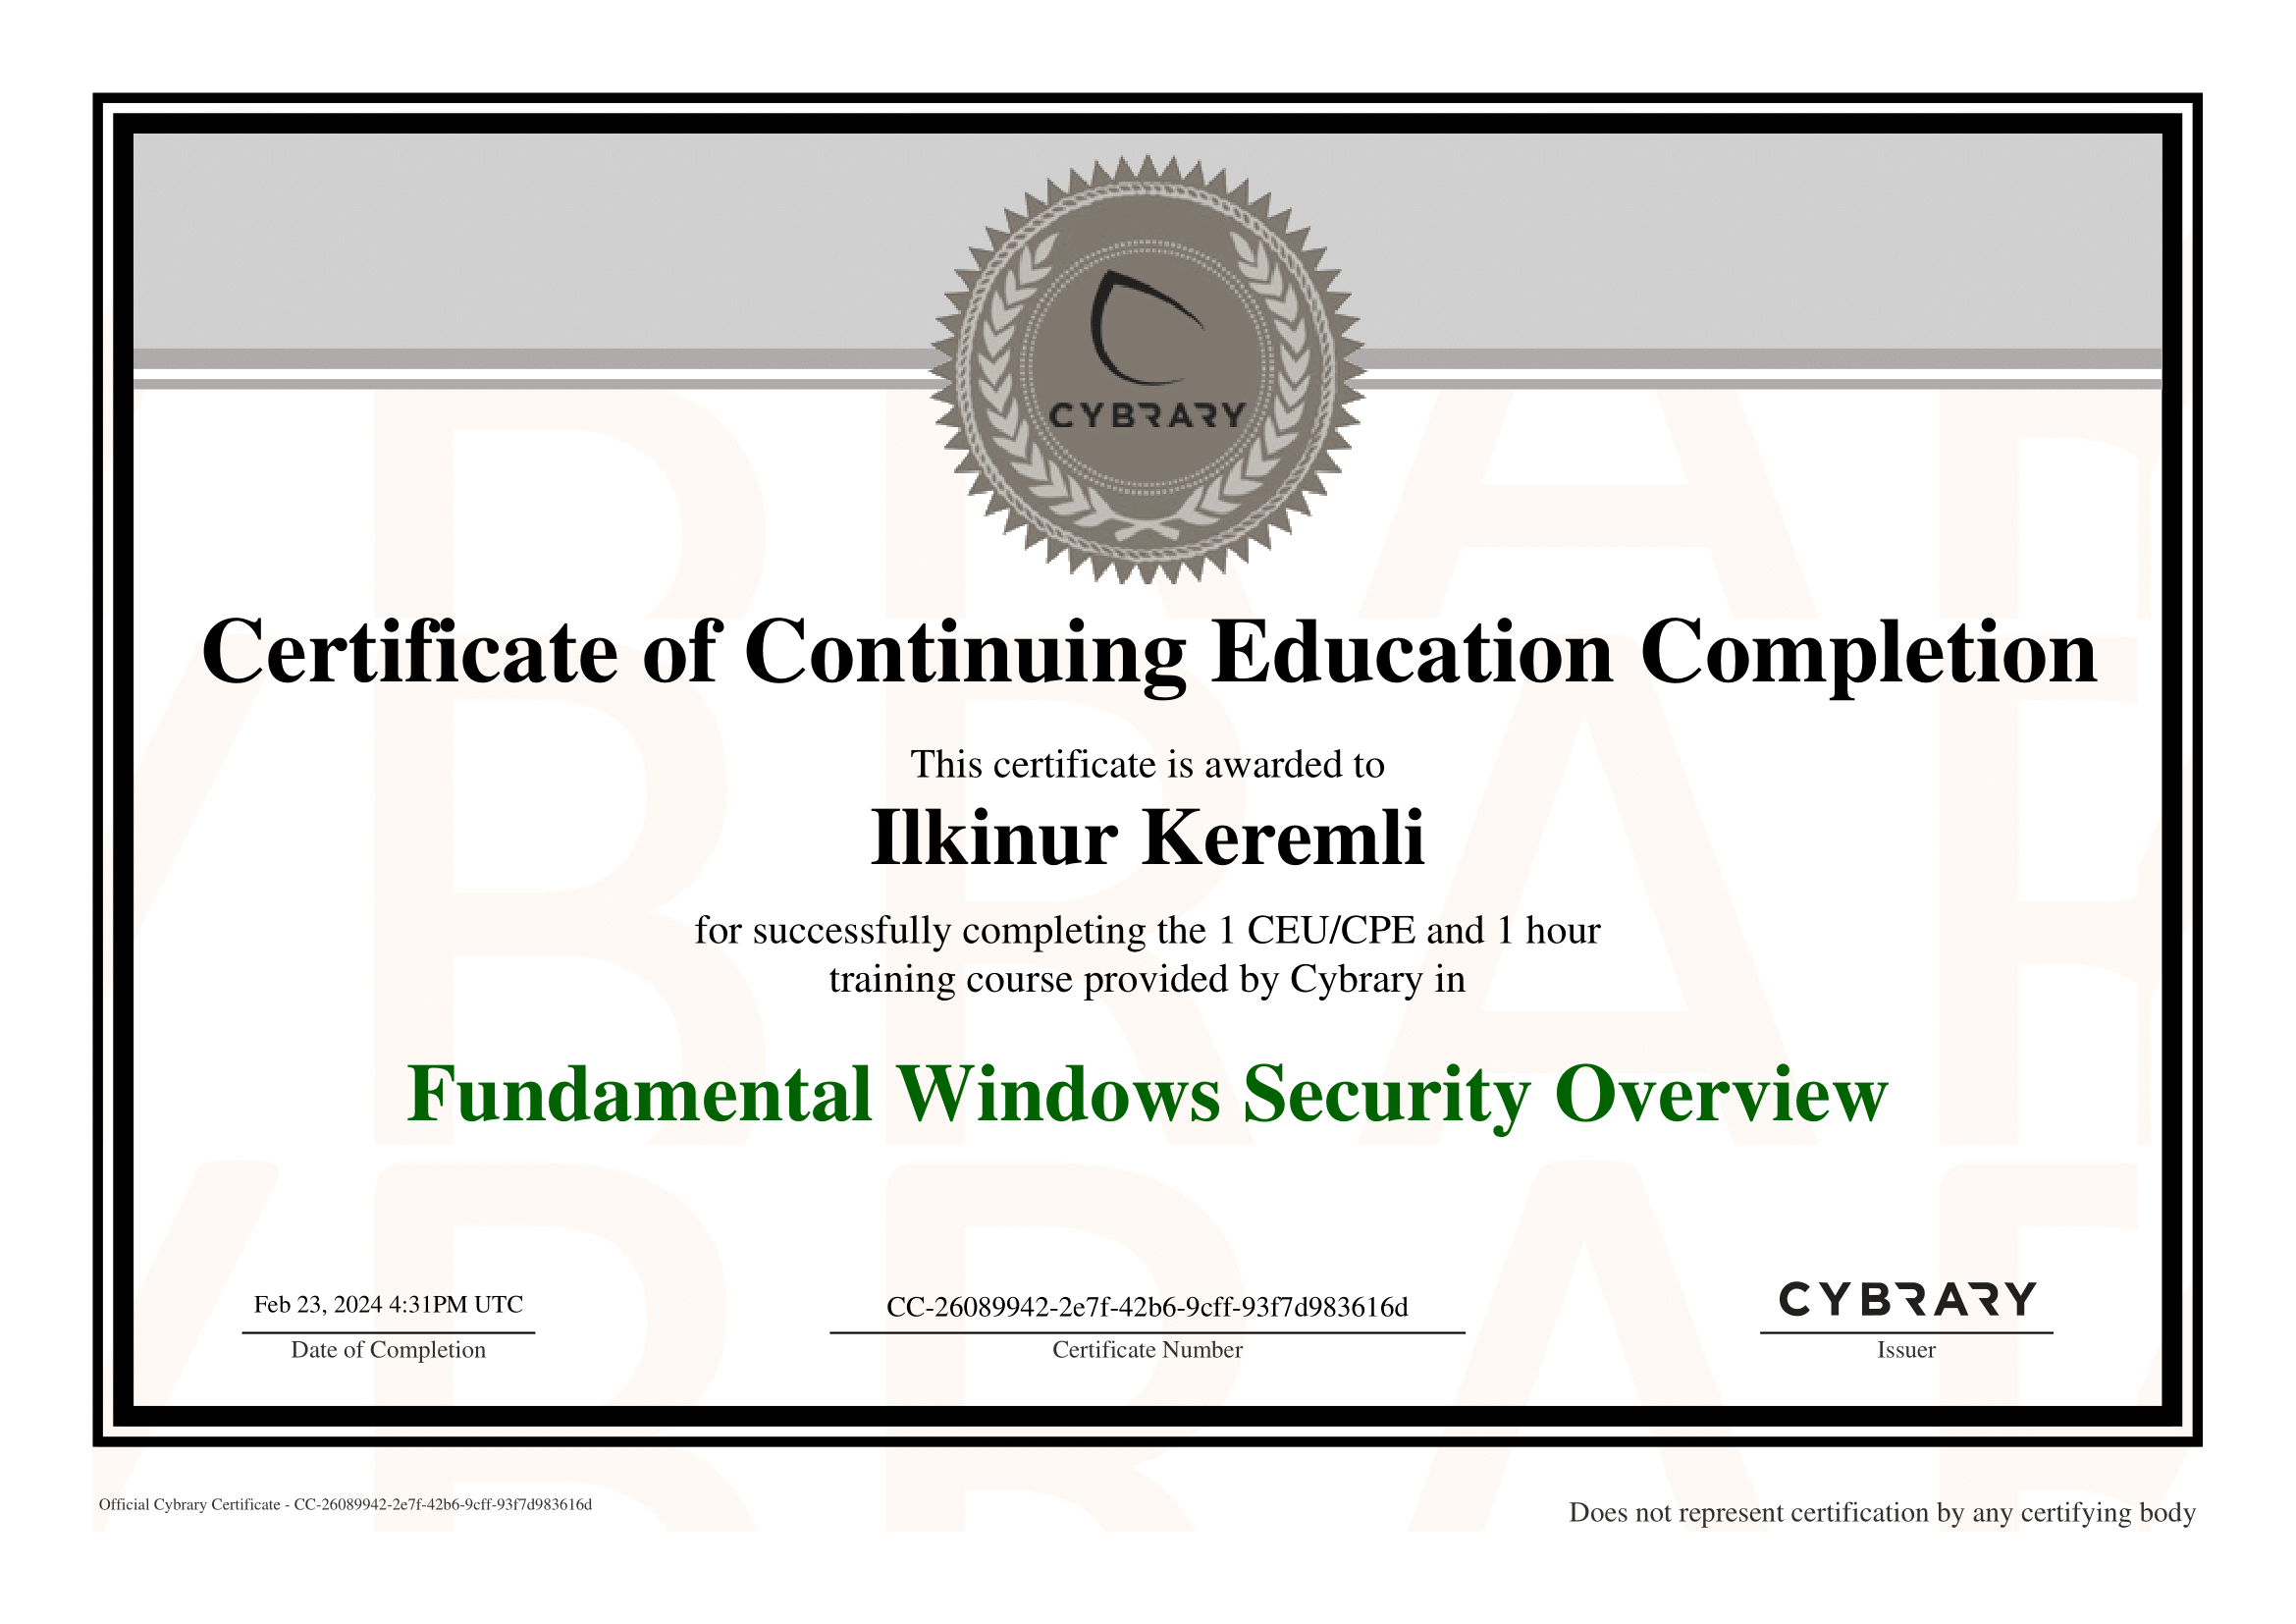 CYBRARY
Certificate of Continuing Education Completion
This certificate is awarded to
Ilkinur Keremli
for successfully completing the 1 CEU/CPE and 1 hour
training course provided by Cybrary in
Fundamental Windows Security Overview
Feb 23, 2024 4:31PM UTC
Date of Completion
CC-26089942-2e7f-42b6-9cff-93f7d983616d
Certificate Number
CYBRARY
Issuer
Official Cybrary Certificate - CC-26089942-2e7f-42b6-9cff-93f7d983616d
Does not represent certification by any certifying body